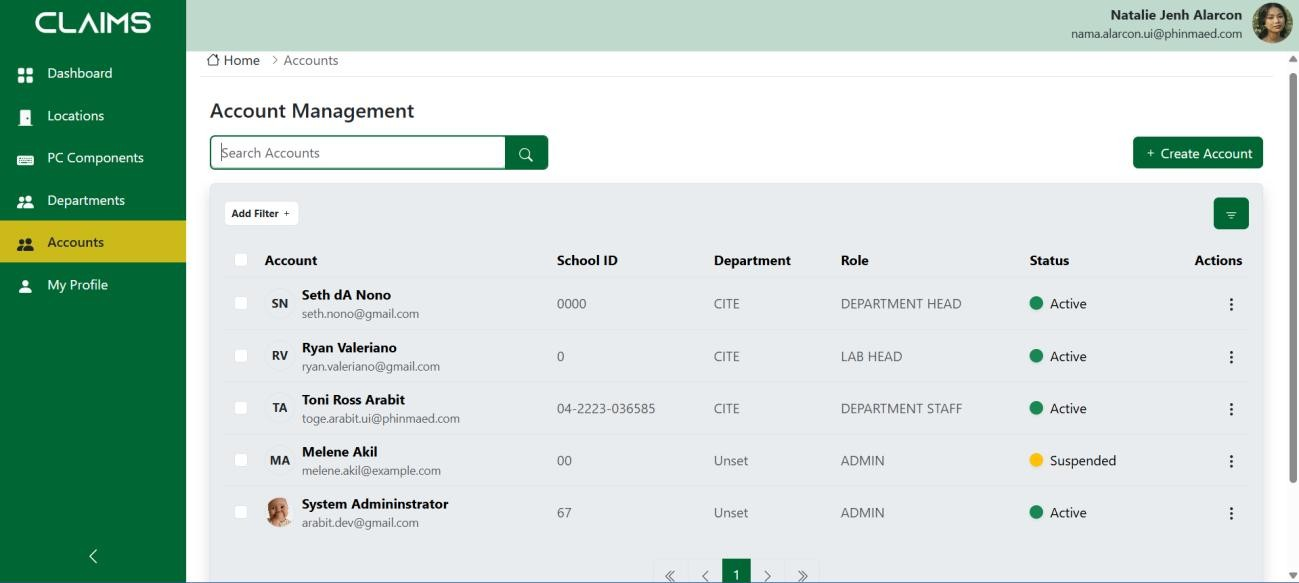 CLAIMS
Natalie Jenh Alarcon
nama.alarcon.ui@phinmaed.com
Dashboard
Locations
PC Components
Departments
Accounts
My Profile
Home > Accounts
Account Management
Search Accounts
+ Create Account
Add Filter +
Account School ID Department Role Status Actions
SN Seth dA Nono 0000 CITE DEPARTMENT HEAD Active
seth.nono@gmail.com
RV Ryan Valeriano 0 CITE LAB HEAD Active
ryan.valeriano@gmail.com
TA Toni Ross Arabit 04-2223-036585 CITE DEPARTMENT STAFF Active
toge.arabit.ui@phinmaed.com
MA Melene Akil 00 Unset ADMIN Suspended
melene.akil@example.com
System Admininstrator 67 Unset ADMIN Active
arabit.dev@gmail.com
« < 1 > »